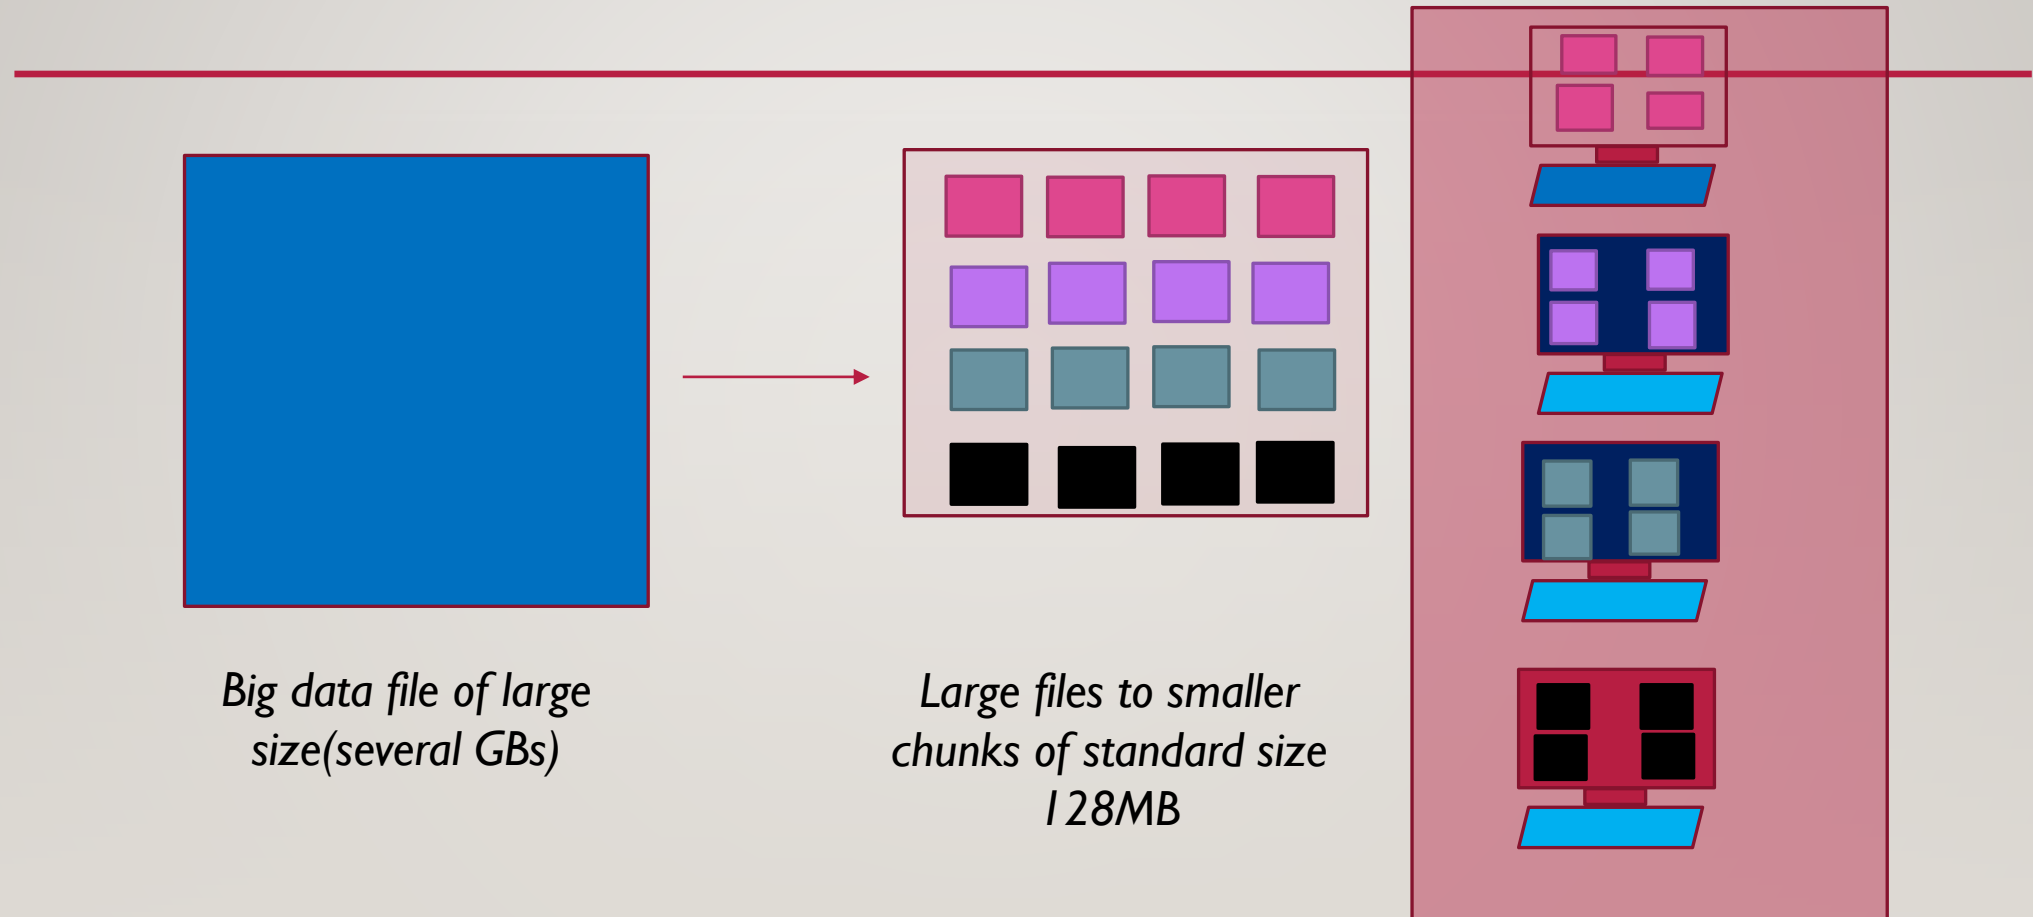 Big data file of large
size(several GBs)
Large files to smaller
chunks of standard size
128MB